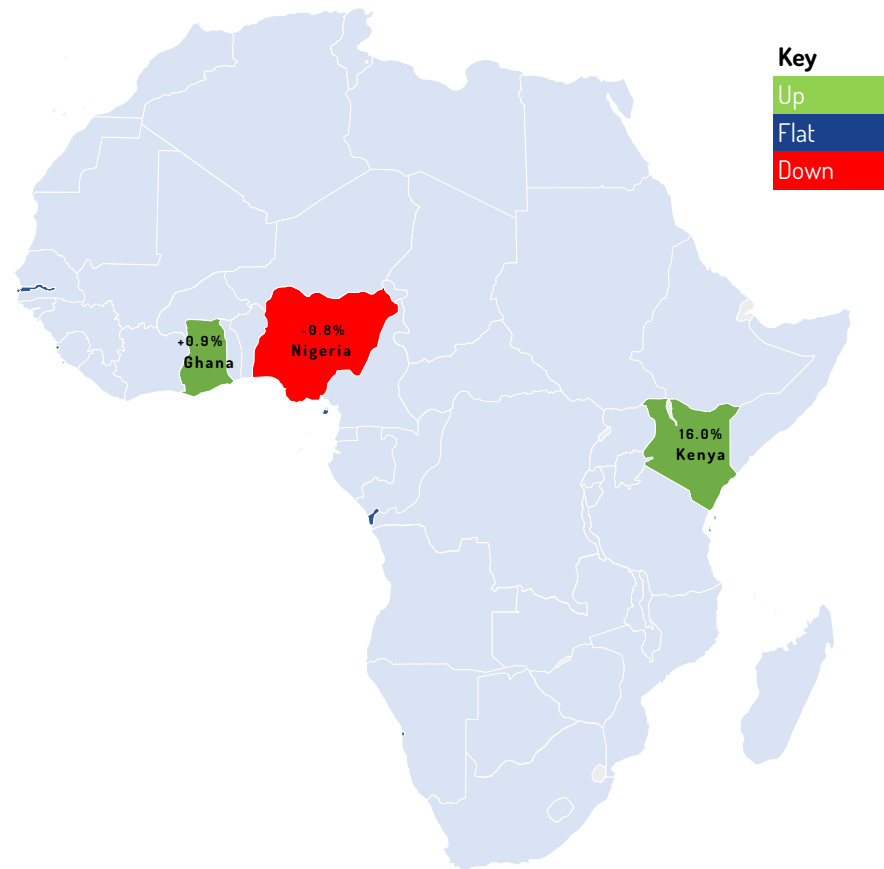 Key
Up
Flat
Down
-0.8%
Nigeria
+0.9%
Ghana
16.0%
Kenya